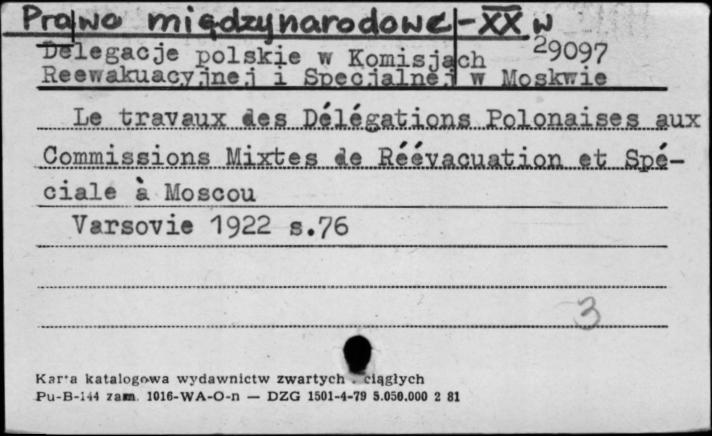 Prawo międzynarodowe - XX w
Delegacje polskie w Komisjach 29097
Reewakuacyjnej i Specjalnej w Moskwie
Le travaux des Délégations Polonaises aux
Commissions Mixtes de Réévacuation et Spé-
ciale à Moscou
Varsovie 1922 s.76
3
Karta katalogowa wydawnictw zwartych ciągłych
Pu-B-144 zam. 1016-WA-O-n — DZG 1501-4-79 5.050.000 2 81